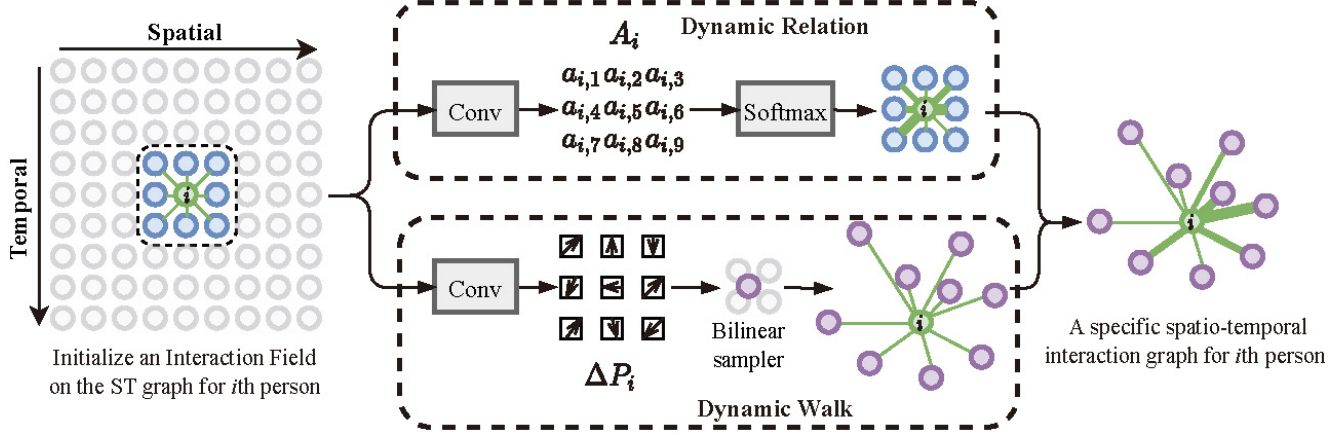 Spatial
Temporal
i
Initialize an Interaction Field
on the ST graph for ith person
Dynamic Relation
A_i
Conv
a_{i,1} a_{i,2} a_{i,3}
a_{i,4} a_{i,5} a_{i,6}
a_{i,7} a_{i,8} a_{i,9}
Softmax
i
Conv
ΔP_i
Bilinear
sampler
i
Dynamic Walk
i
A specific spatio-temporal
interaction graph for ith person